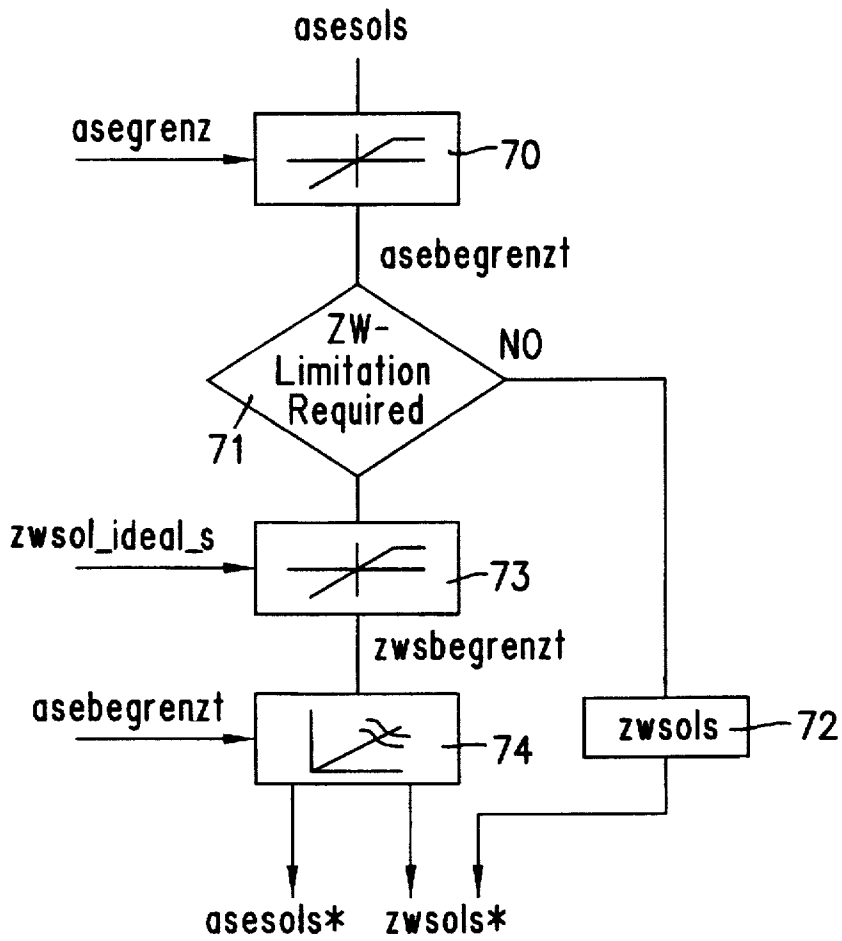 asesols
asegrenz
70
asebegrenzt
ZW-
Limitation
Required
NO
71
zwsol_ideal_s
73
zwsbegrenzt
asebegrenzt
74
zwsols
72
asesols*
zwsols*